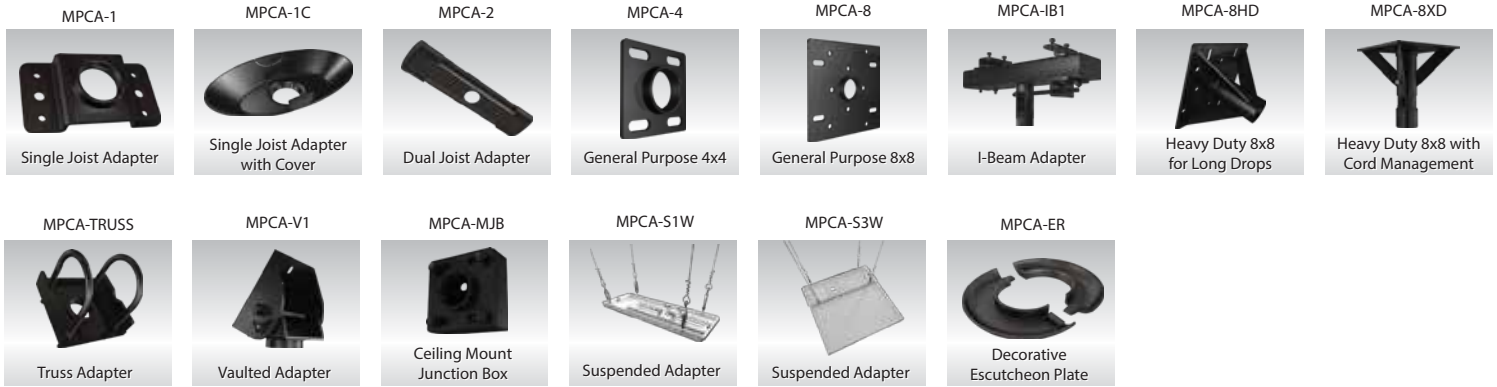 MPCA-1
MPCA-1C
MPCA-2
MPCA-4
MPCA-8
MPCA-IB1
MPCA-8HD
MPCA-8XD
Single Joist Adapter
Single Joist Adapter
with Cover
Dual Joist Adapter
General Purpose 4x4
General Purpose 8x8
I-Beam Adapter
Heavy Duty 8x8
for Long Drops
Heavy Duty 8x8 with
Cord Management
MPCA-TRUSS
MPCA-V1
MPCA-MJB
MPCA-S1W
MPCA-S3W
MPCA-ER
Truss Adapter
Vaulted Adapter
Ceiling Mount
Junction Box
Suspended Adapter
Suspended Adapter
Decorative
Escutcheon Plate